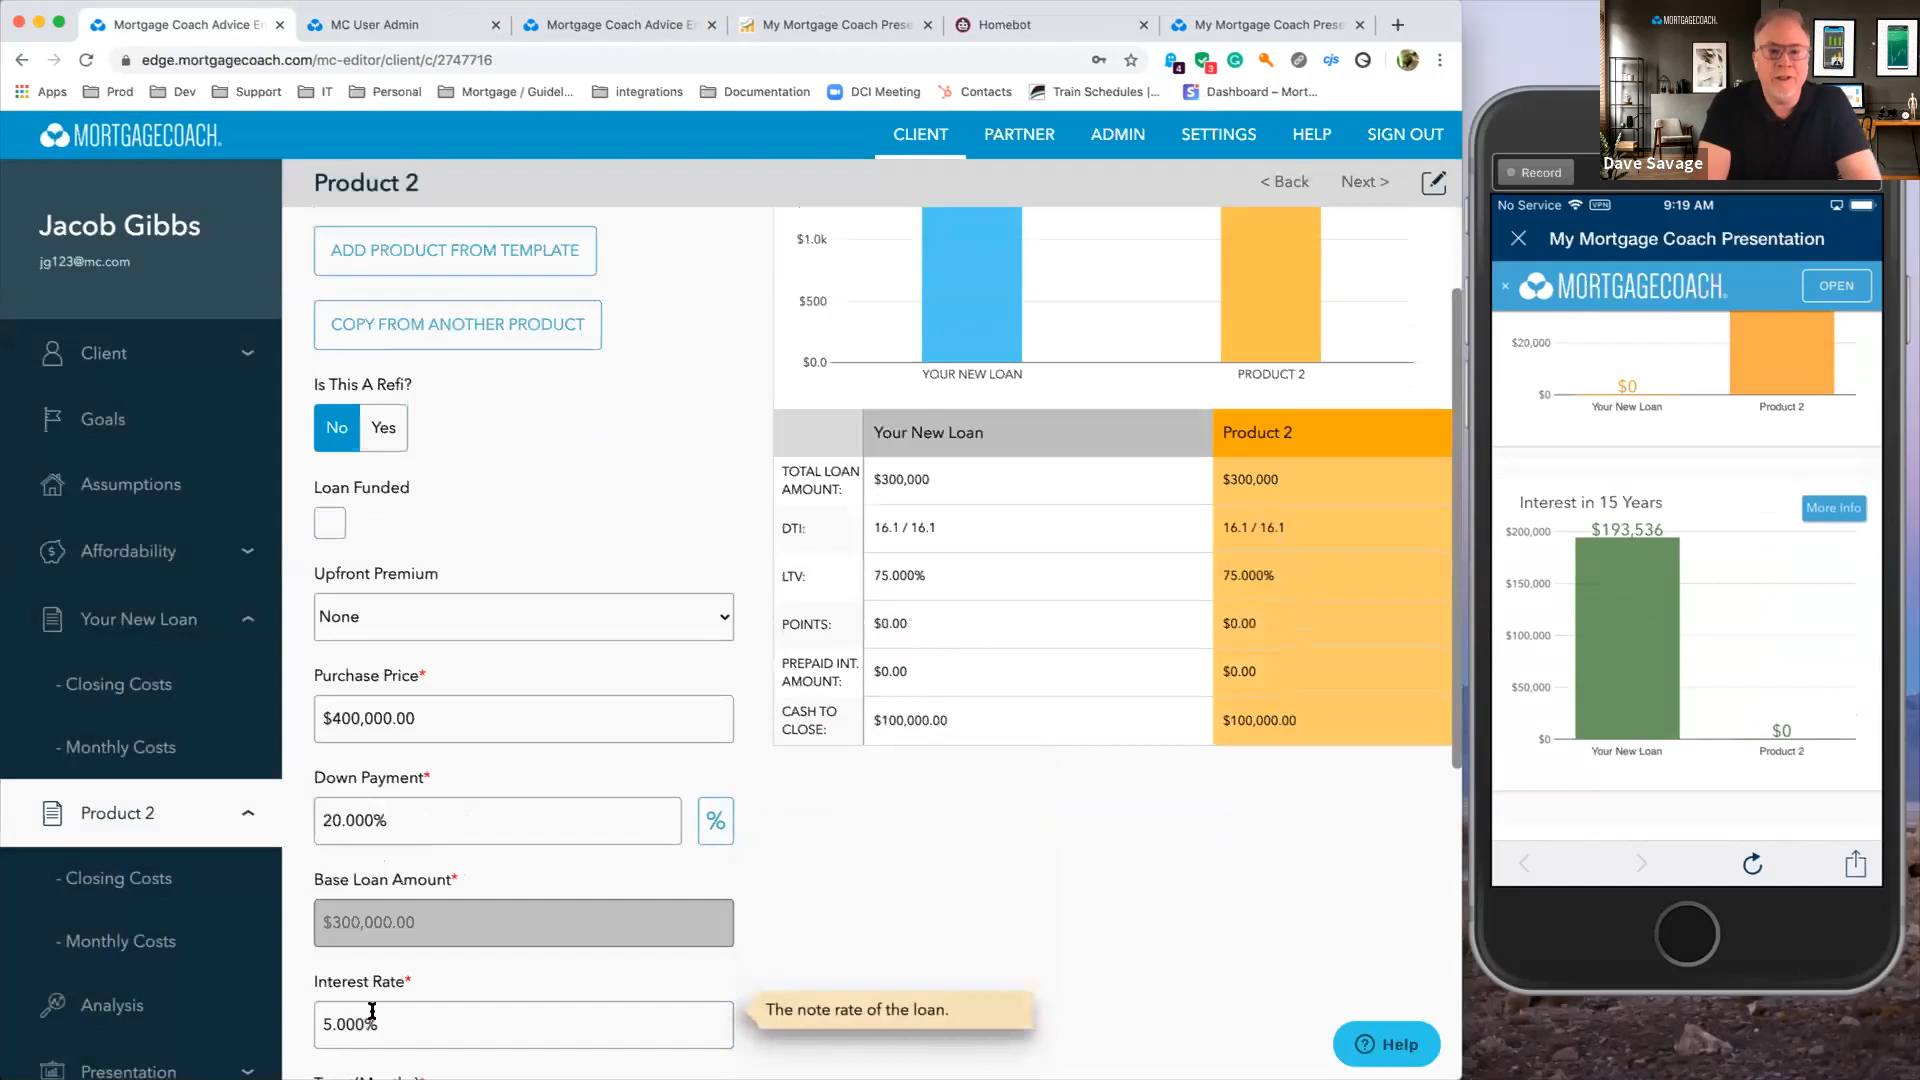 Mortgage Coach Advice E
MC User Admin
Mortgage Coach Advice E
My Mortgage Coach Prese
Homebot
My Mortgage Coach Prese
edge.mortgagecoach.com/mc-editor/client/c/2747716
4
3
cjs
Apps
Prod
Dev
Support
IT
Personal
Mortgage / Guidel...
integrations
Documentation
DCI Meeting
Contacts
Train Schedules |...
Dashboard – Mort...
MORTGAGECOACH.
CLIENT
PARTNER
ADMIN
SETTINGS
HELP
SIGN OUT
Jacob Gibbs
jg123@mc.com
Client
Goals
Assumptions
Affordability
Your New Loan
- Closing Costs
- Monthly Costs
Product 2
- Closing Costs
- Monthly Costs
Analysis
Presentation
Product 2
< Back
Next >
ADD PRODUCT FROM TEMPLATE
COPY FROM ANOTHER PRODUCT
Is This A Refi?
No
Yes
Loan Funded
Upfront Premium
None
Purchase Price*
$400,000.00
Down Payment*
20.000%
%
Base Loan Amount*
$300,000.00
Interest Rate*
5.000%
The note rate of the loan.
Help
$1.0k
$500
$0.0
YOUR NEW LOAN
PRODUCT 2
Your New Loan
Product 2
TOTAL LOAN
AMOUNT:
$300,000
$300,000
DTI:
16.1 / 16.1
16.1 / 16.1
LTV:
75.000%
75.000%
POINTS:
$0.00
$0.00
PREPAID INT.
AMOUNT:
$0.00
$0.00
CASH TO
CLOSE:
$100,000.00
$100,000.00
MORTGAGECOACH.
Dave Savage
Record
No Service
VPN
9:19 AM
My Mortgage Coach Presentation
× MORTGAGECOACH.
OPEN
$20,000
$0
$0
Your New Loan
Product 2
Interest in 15 Years
More Info
$193,536
$200,000
$150,000
$100,000
$50,000
$0
$0
Your New Loan
Product 2